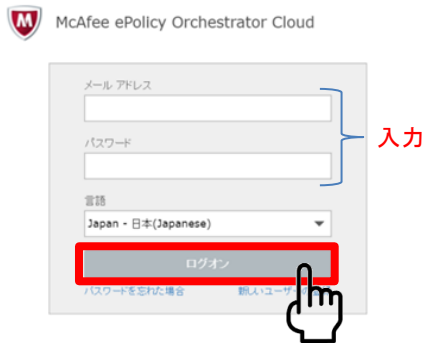 McAfee ePolicy Orchestrator Cloud
メール アドレス
パスワード
入力
言語
Japan - 日本(Japanese)
ログオン
パスワードを忘れた場合 新しいユーザーの